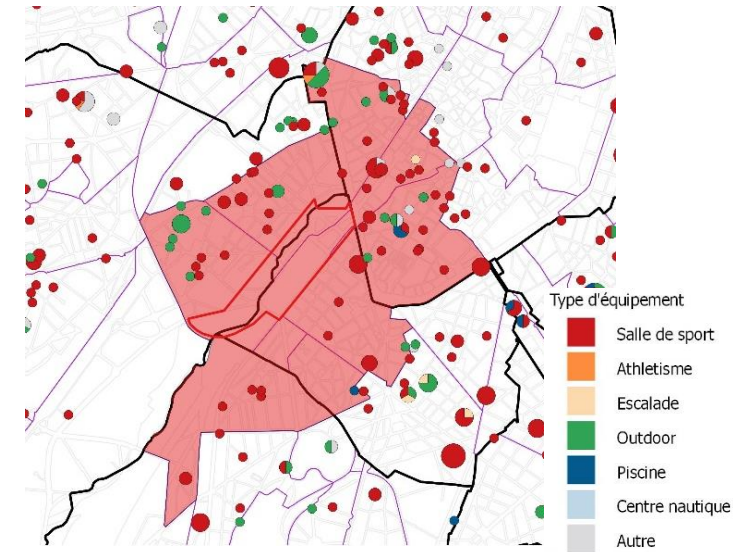 Type d'équipement
Salle de sport
Athletisme
Escalade
Outdoor
Piscine
Centre nautique
Autre